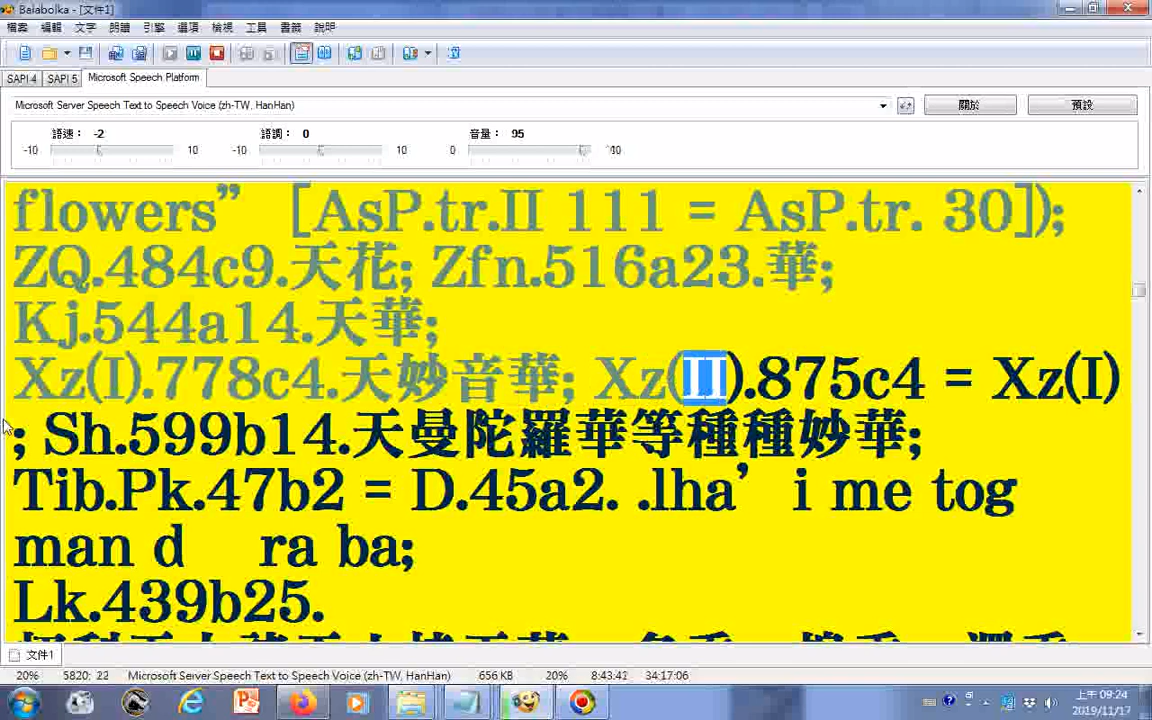 Balabolka - [文件1]
檔案 編輯 文字 朗讀 引擎 選項 檢視 工具 書籤 說明
SAPI 4 SAPI 5 Microsoft Speech Platform
Microsoft Server Speech Text to Speech Voice (zh-TW, HanHan) 關於 預設
語速： -2 語調： 0 音量： 95
-10 10 -10 10 0
flowers” [AsP.tr.II 111 = AsP.tr. 30]);
ZQ.484c9.天花; Zfn.516a23.華;
Kj.544a14.天華;
Xz(I).778c4.天妙音華; Xz(II).875c4 = Xz(I)
; Sh.599b14.天曼陀羅華等種種妙華;
Tib.Pk.47b2 = D.45a2. .lha’ i me tog
man d ra ba;
Lk.439b25.
文件1
20% 5820; 22 Microsoft Server Speech Text to Speech Voice (zh-TW, HanHan) 656 KB 20% 8:43:41 34:17:06
上午 09:24
2019/11/17